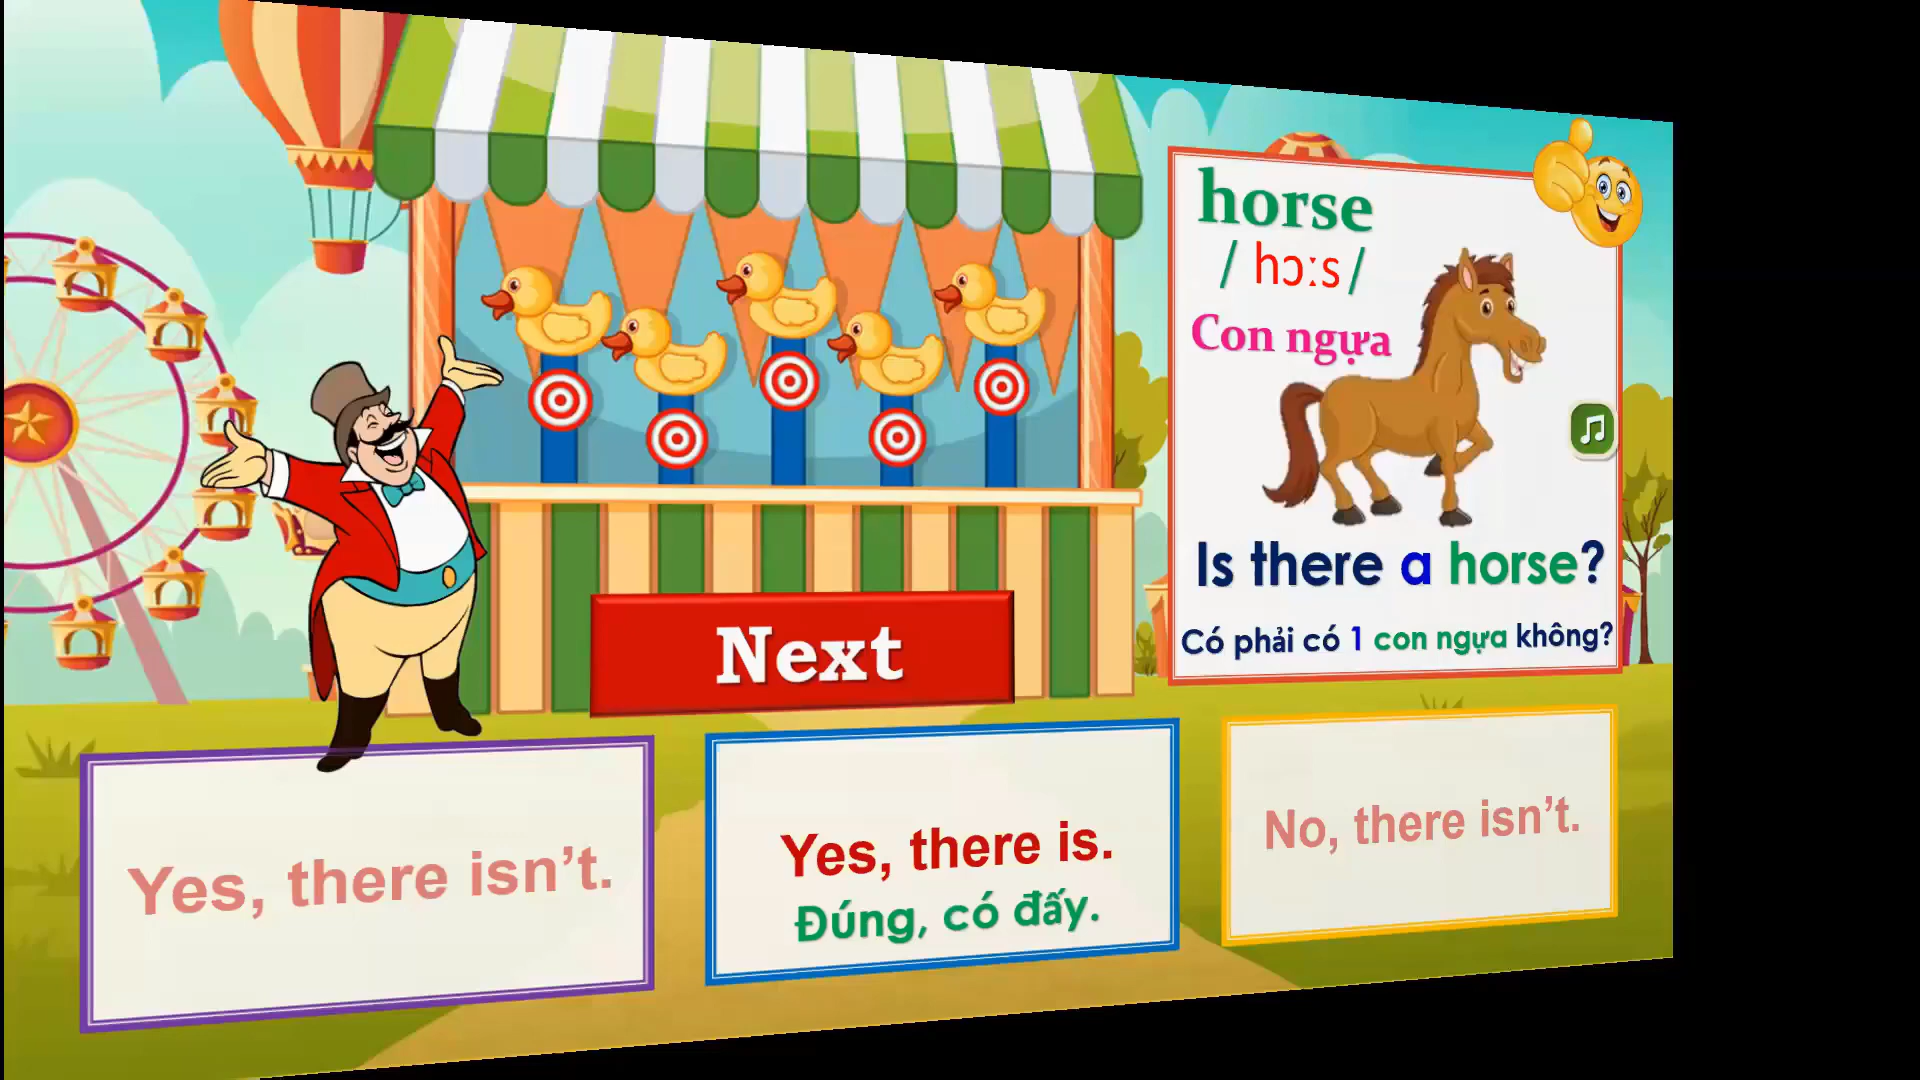 horse
/ hɔːs /
Con ngựa
Is there a horse?
Có phải có 1 con ngựa không?
Next
Yes, there isn’t.
Yes, there is.
Đúng, có đấy.
No, there isn’t.